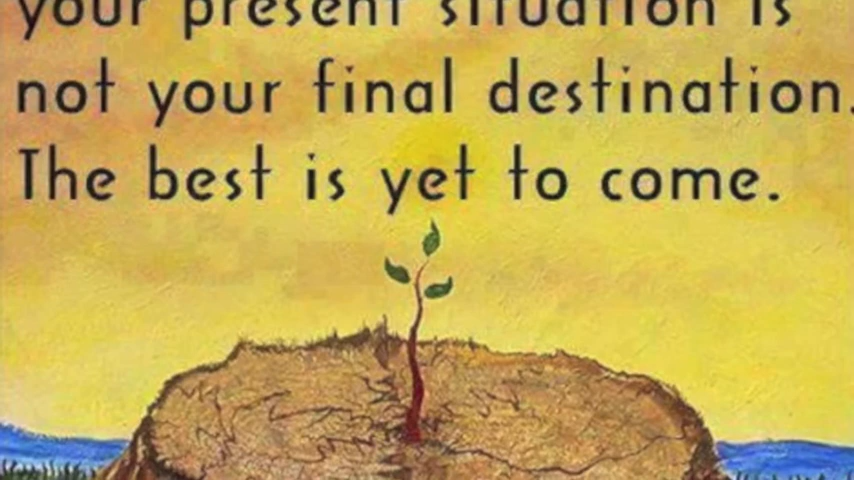 your present situation is
not your final destination.
The best is yet to come.